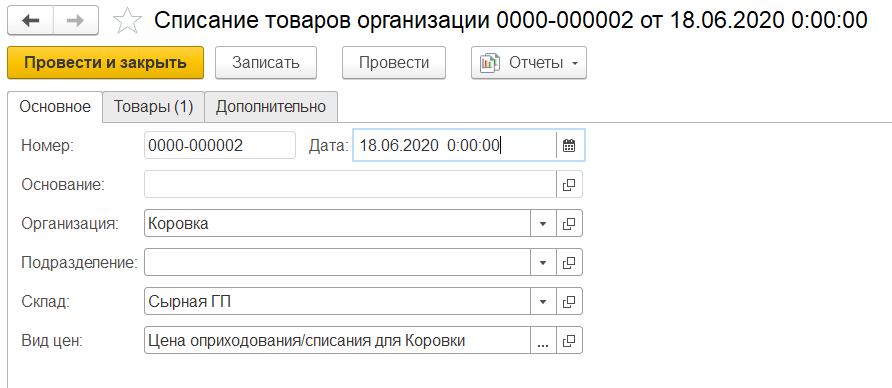 Списание товаров организации 0000-000002 от 18.06.2020 0:00:00
Провести и закрыть Записать Провести Отчеты
Основное Товары (1) Дополнительно
Номер: 0000-000002 Дата: 18.06.2020 0:00:00
Основание:
Организация: Коровка
Подразделение:
Склад: Сырная ГП
Вид цен: Цена оприходования/списания для Коровки ...